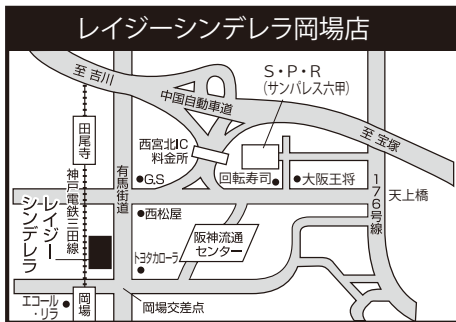 レイジーシンデレラ岡場店
至 吉川
中国自動車道
S・P・R
(サンパレス六甲)
至 宝塚
田尾寺
西宮北IC
料金所
回転寿司
大阪王将
176号線
天上橋
G.S
有馬街道
神戸電鉄三田線
西松屋
レイジー
シンデレラ
阪神流通
センター
トヨタカローラ
エコール・
リラ
岡場
岡場交差点